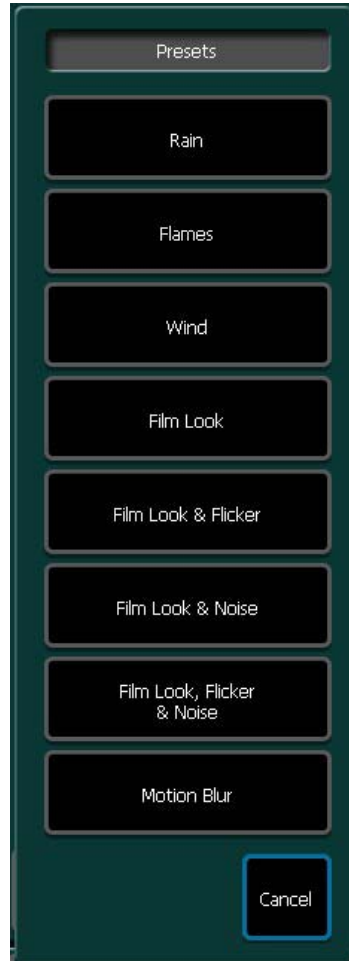 Presets
Rain
Flames
Wind
Film Look
Film Look & Flicker
Film Look & Noise
Film Look, Flicker
& Noise
Motion Blur
Cancel